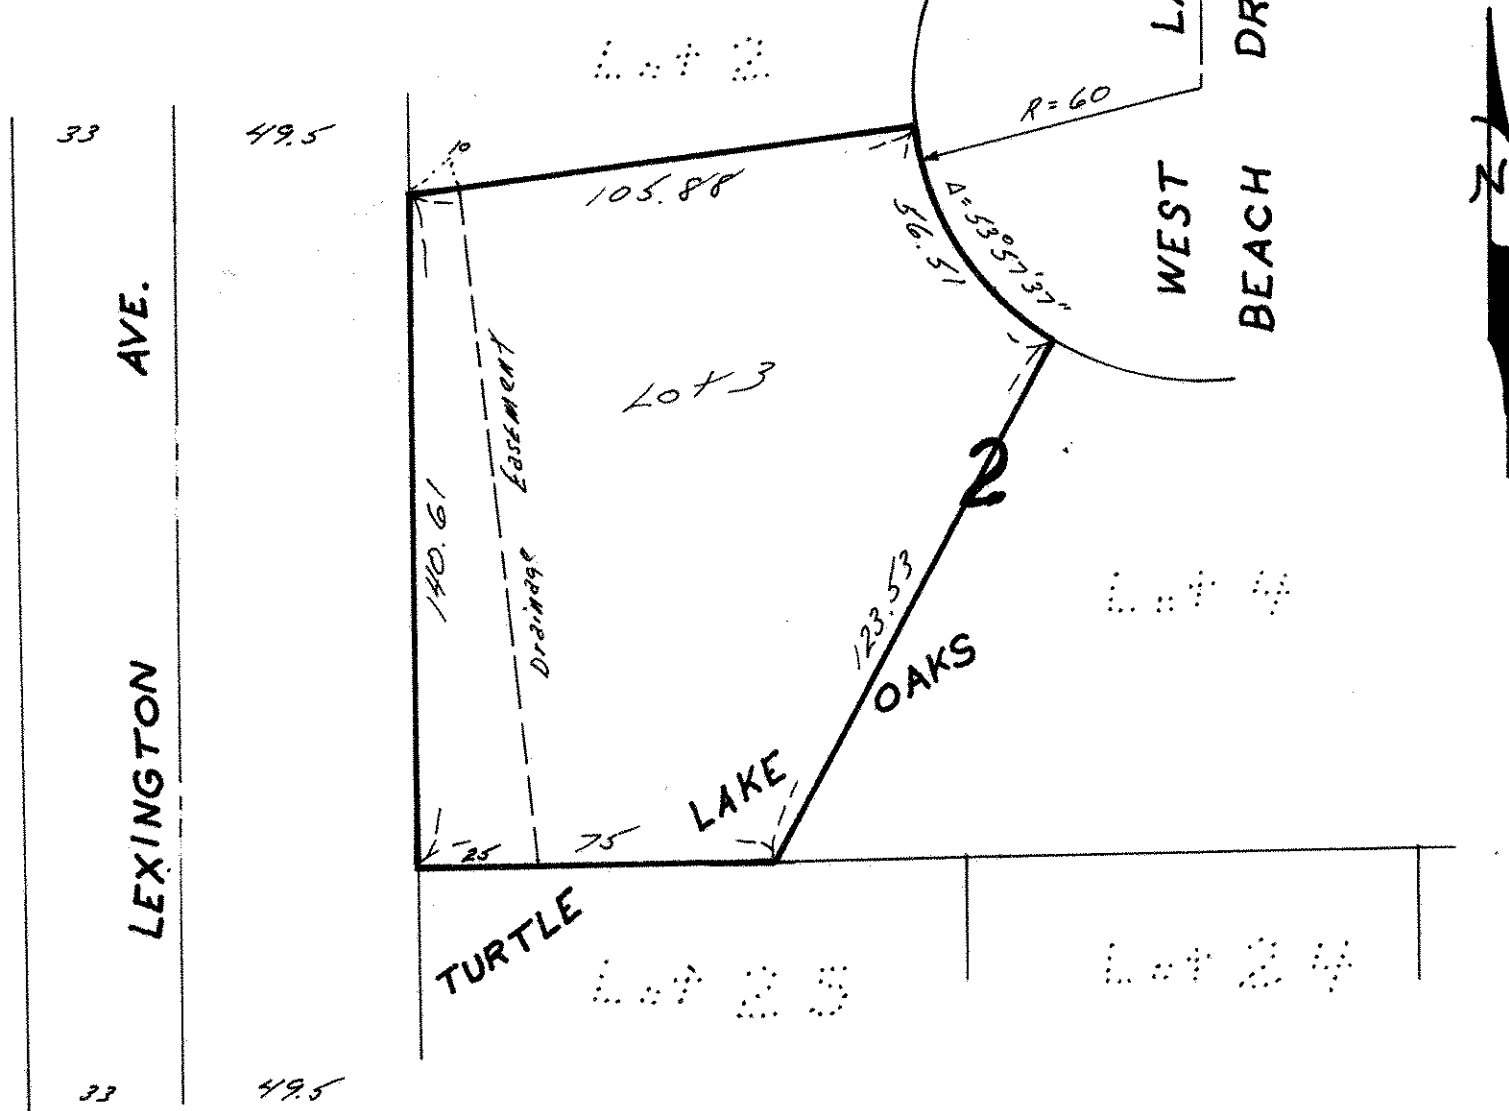 Lot 2
33
49.5
10
105.88
R=60
Δ=53°57'37"
56.51
WEST
BEACH
DR
LA
N
LEXINGTON AVE.
140.61
Drainage Easement
Lot 3
2
123.53
Lot 4
25
75
TURTLE LAKE OAKS
Lot 25
Lot 24
33
49.5